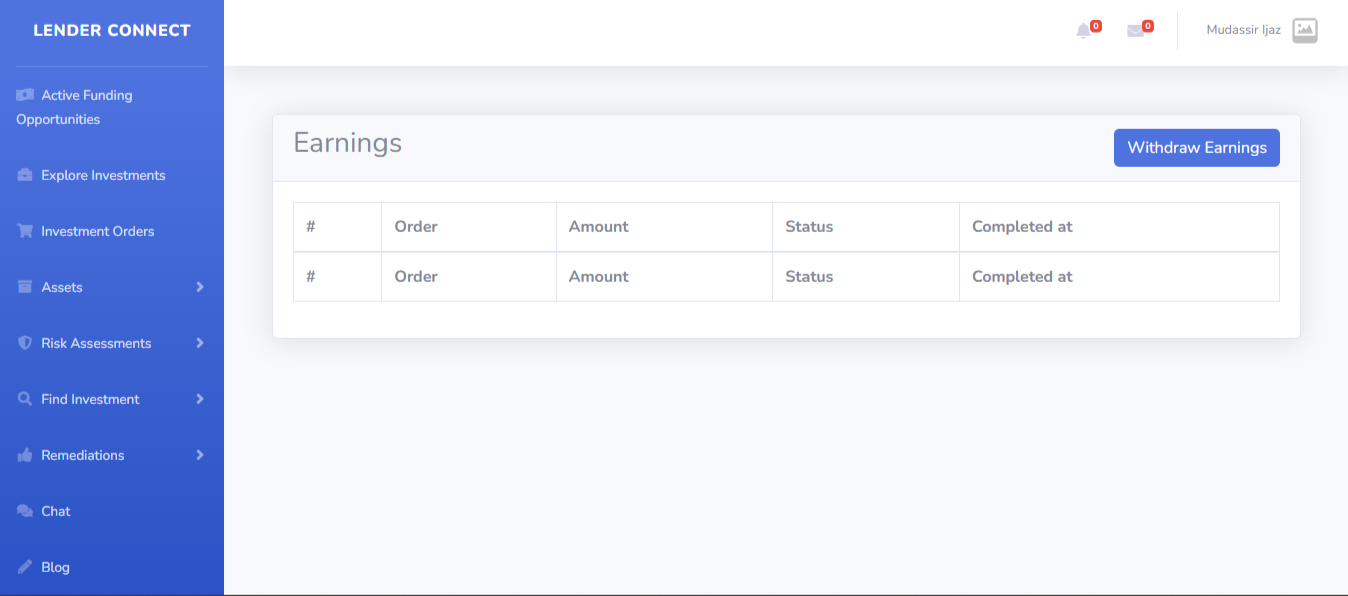 LENDER CONNECT
0
0
Mudassir Ijaz
Active Funding
Opportunities
Explore Investments
Investment Orders
Assets
Risk Assessments
Find Investment
Remediations
Chat
Blog
Earnings
Withdraw Earnings
# Order Amount Status Completed at
# Order Amount Status Completed at